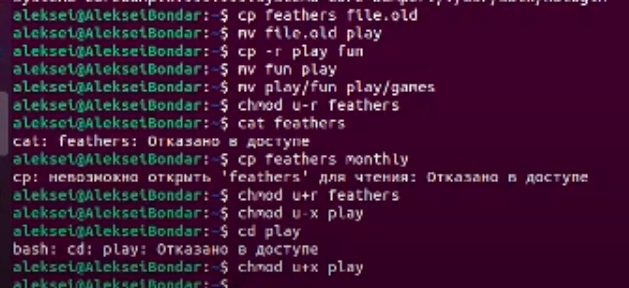 aleksei@AlekseiBondar:~$ cp feathers file.old
aleksei@AlekseiBondar:~$ mv file.old play
aleksei@AlekseiBondar:~$ cp -r play fun
aleksei@AlekseiBondar:~$ mv fun play
aleksei@AlekseiBondar:~$ mv play/fun play/games
aleksei@AlekseiBondar:~$ chmod u-r feathers
aleksei@AlekseiBondar:~$ cat feathers
cat: feathers: Отказано в доступе
aleksei@AlekseiBondar:~$ cp feathers monthly
cp: невозможно открыть 'feathers' для чтения: Отказано в доступе
aleksei@AlekseiBondar:~$ chmod u+r feathers
aleksei@AlekseiBondar:~$ chmod u-x play
aleksei@AlekseiBondar:~$ cd play
bash: cd: play: Отказано в доступе
aleksei@AlekseiBondar:~$ chmod u+x play
aleksei@AlekseiBondar:~$